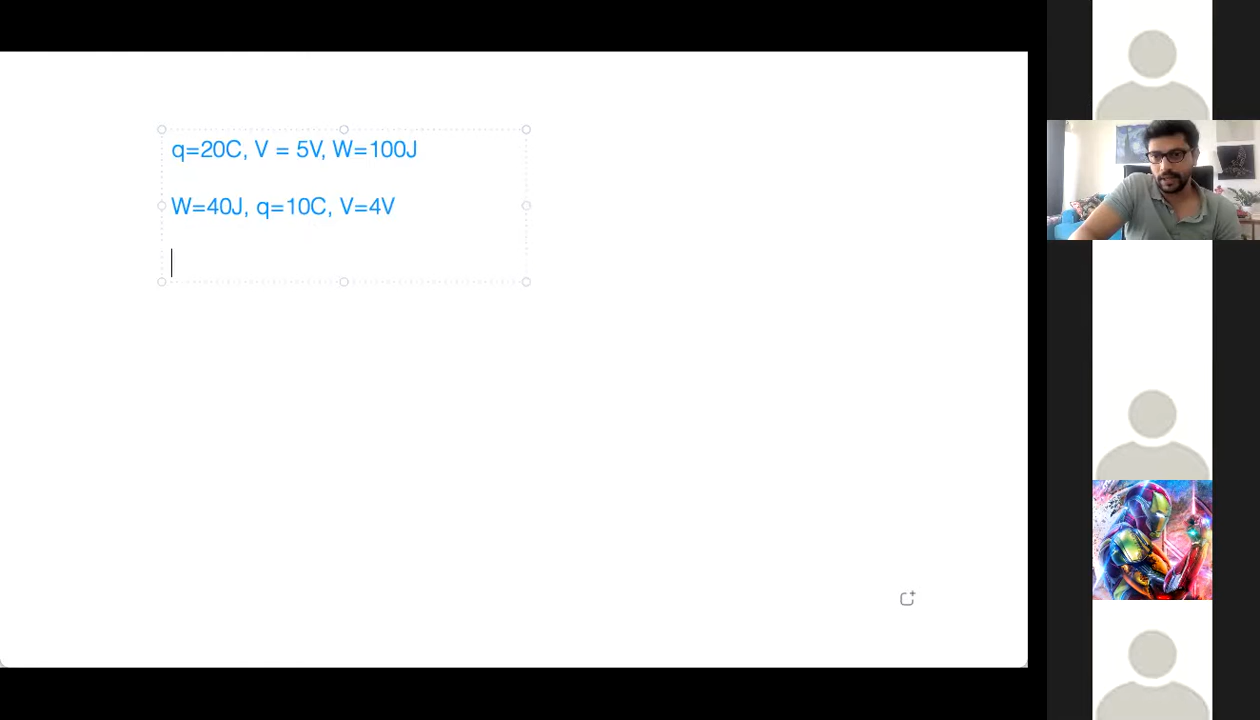 q=20C, V = 5V, W=100J
W=40J, q=10C, V=4V